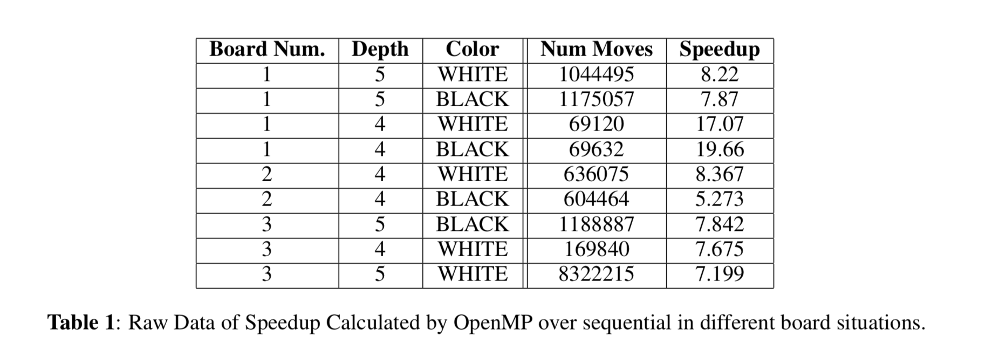 Board Num. Depth Color Num Moves Speedup
1 5 WHITE 1044495 8.22
1 5 BLACK 1175057 7.87
1 4 WHITE 69120 17.07
1 4 BLACK 69632 19.66
2 4 WHITE 636075 8.367
2 4 BLACK 604464 5.273
3 5 BLACK 1188887 7.842
3 4 WHITE 169840 7.675
3 5 WHITE 8322215 7.199
Table 1: Raw Data of Speedup Calculated by OpenMP over sequential in different board situations.